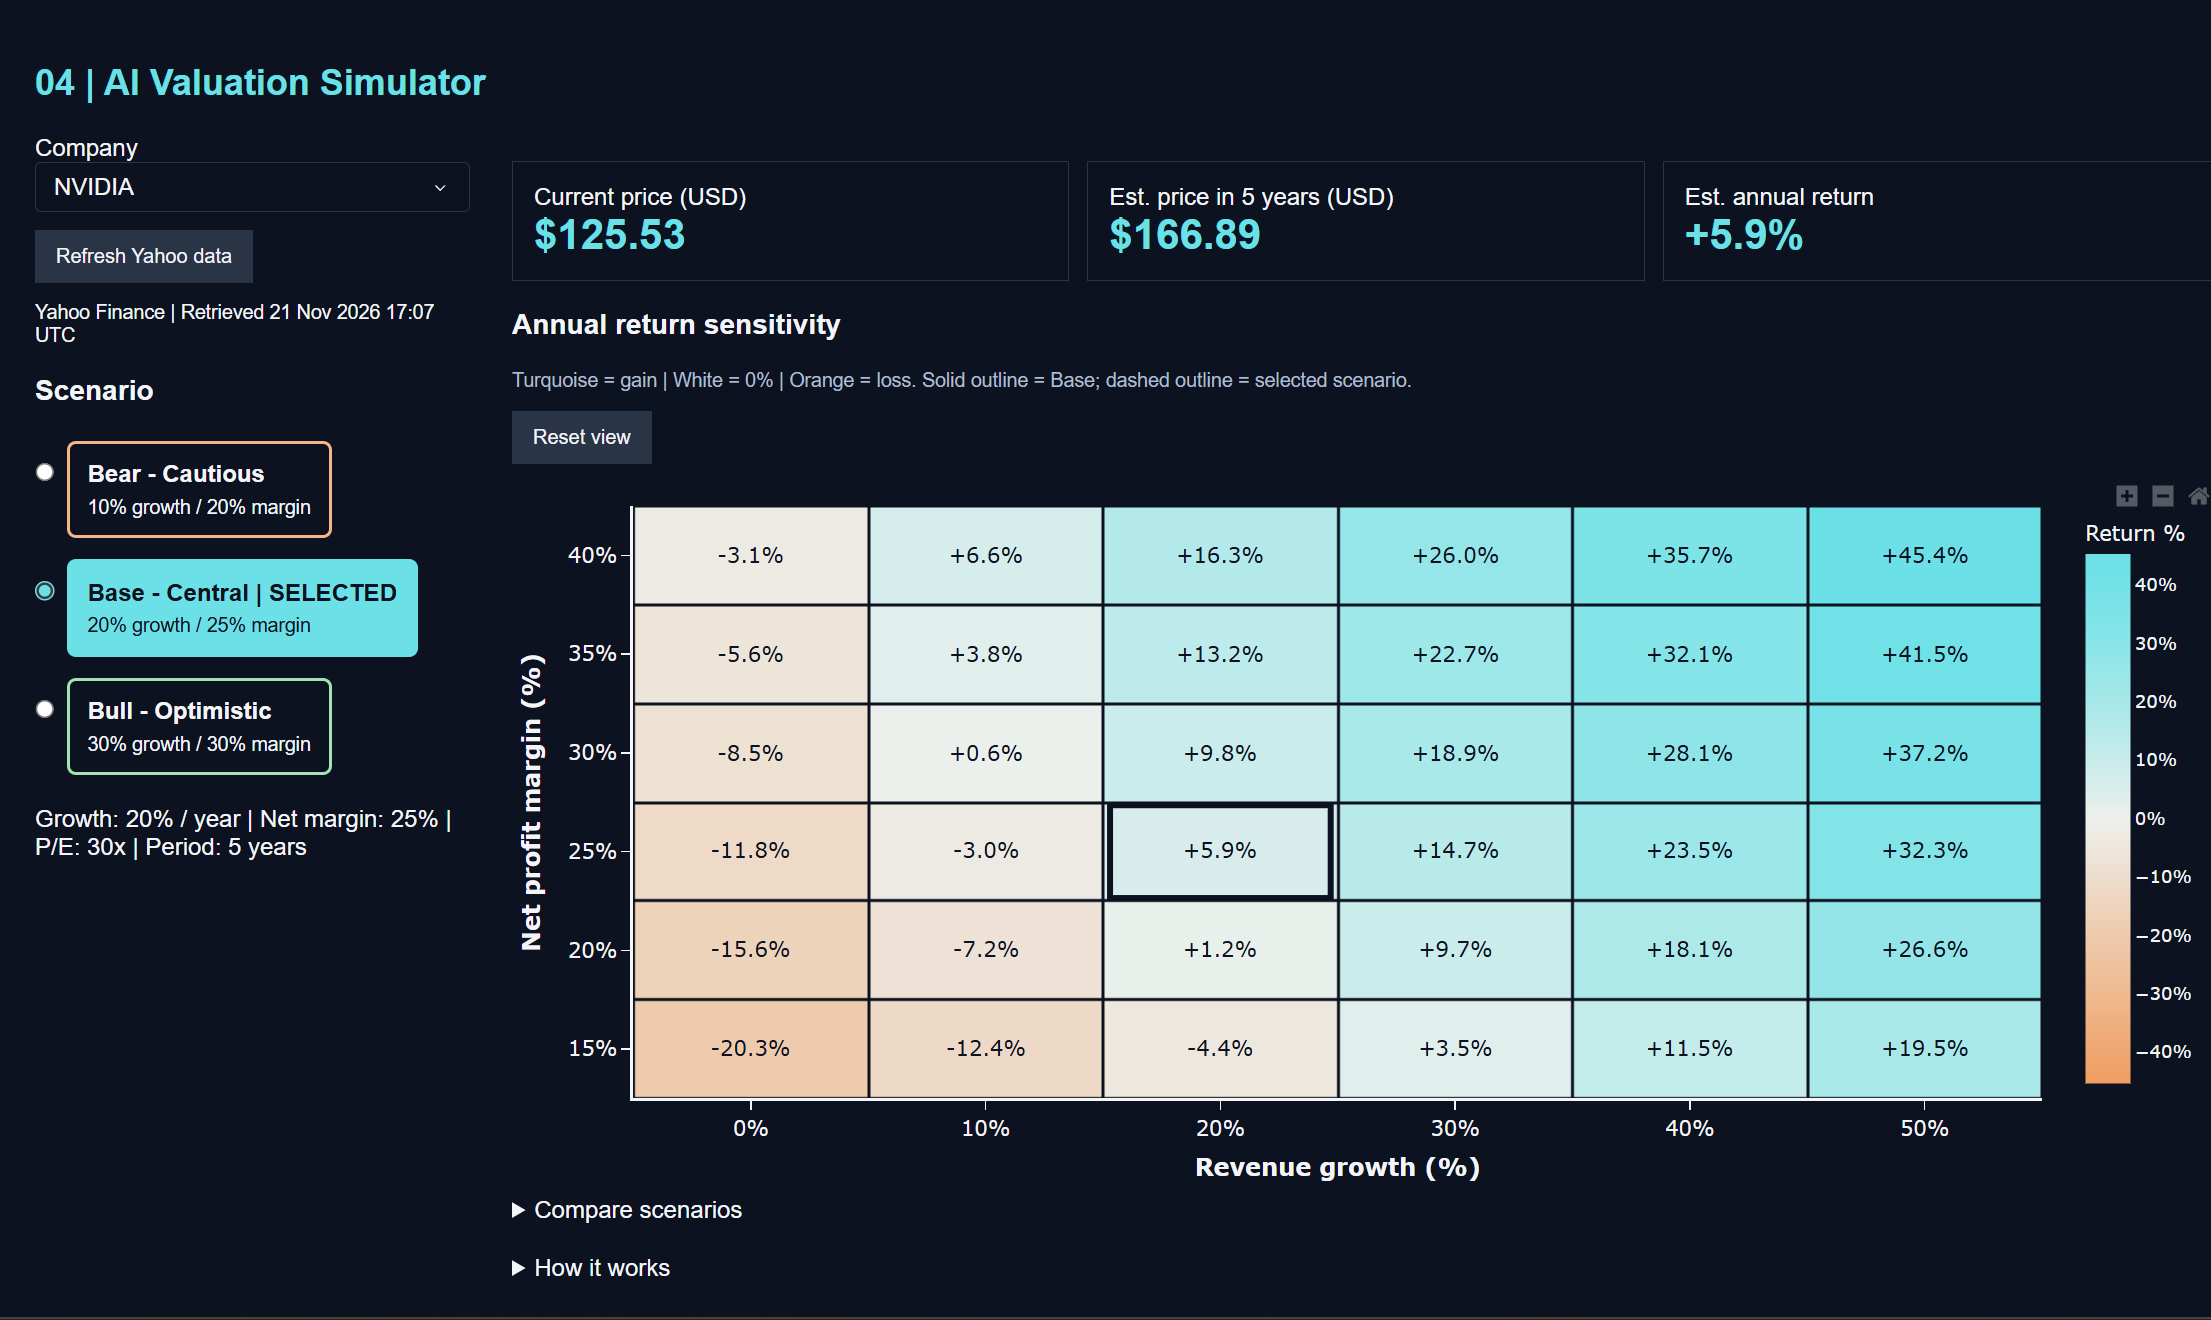 04 | AI Valuation Simulator
Company
NVIDIA
Refresh Yahoo data
Yahoo Finance | Retrieved 21 Nov 2026 17:07
UTC
Scenario
Bear - Cautious
10% growth / 20% margin
Base - Central | SELECTED
20% growth / 25% margin
Bull - Optimistic
30% growth / 30% margin
Growth: 20% / year | Net margin: 25% |
P/E: 30x | Period: 5 years
Current price (USD)
$125.53
Est. price in 5 years (USD)
$166.89
Est. annual return
+5.9%
Annual return sensitivity
Turquoise = gain | White = 0% | Orange = loss. Solid outline = Base; dashed outline = selected scenario.
Reset view
Net profit margin (%)
40% -3.1% +6.6% +16.3% +26.0% +35.7% +45.4%
35% -5.6% +3.8% +13.2% +22.7% +32.1% +41.5%
30% -8.5% +0.6% +9.8% +18.9% +28.1% +37.2%
25% -11.8% -3.0% +5.9% +14.7% +23.5% +32.3%
20% -15.6% -7.2% +1.2% +9.7% +18.1% +26.6%
15% -20.3% -12.4% -4.4% +3.5% +11.5% +19.5%
0% 10% 20% 30% 40% 50%
Revenue growth (%)
Return %
40%
30%
20%
10%
0%
−10%
−20%
−30%
−40%
Compare scenarios
How it works